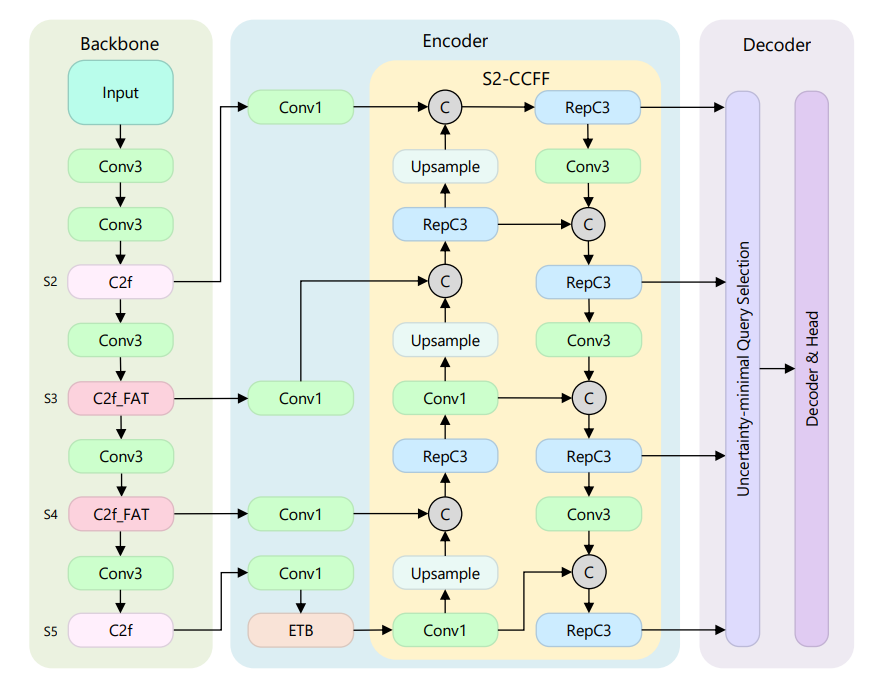 Backbone
Encoder
Decoder
S2-CCFF
Input
Conv1
C
RepC3
Conv3
Upsample
Conv3
Conv3
RepC3
C
S2
C2f
C
RepC3
Conv3
Upsample
Conv3
S3
C2f_FAT
Conv1
Conv1
C
Conv3
RepC3
RepC3
S4
C2f_FAT
Conv1
C
Conv3
Conv3
Conv1
Upsample
C
S5
C2f
ETB
Conv1
RepC3
Uncertainty-minimal Query Selection
Decoder & Head